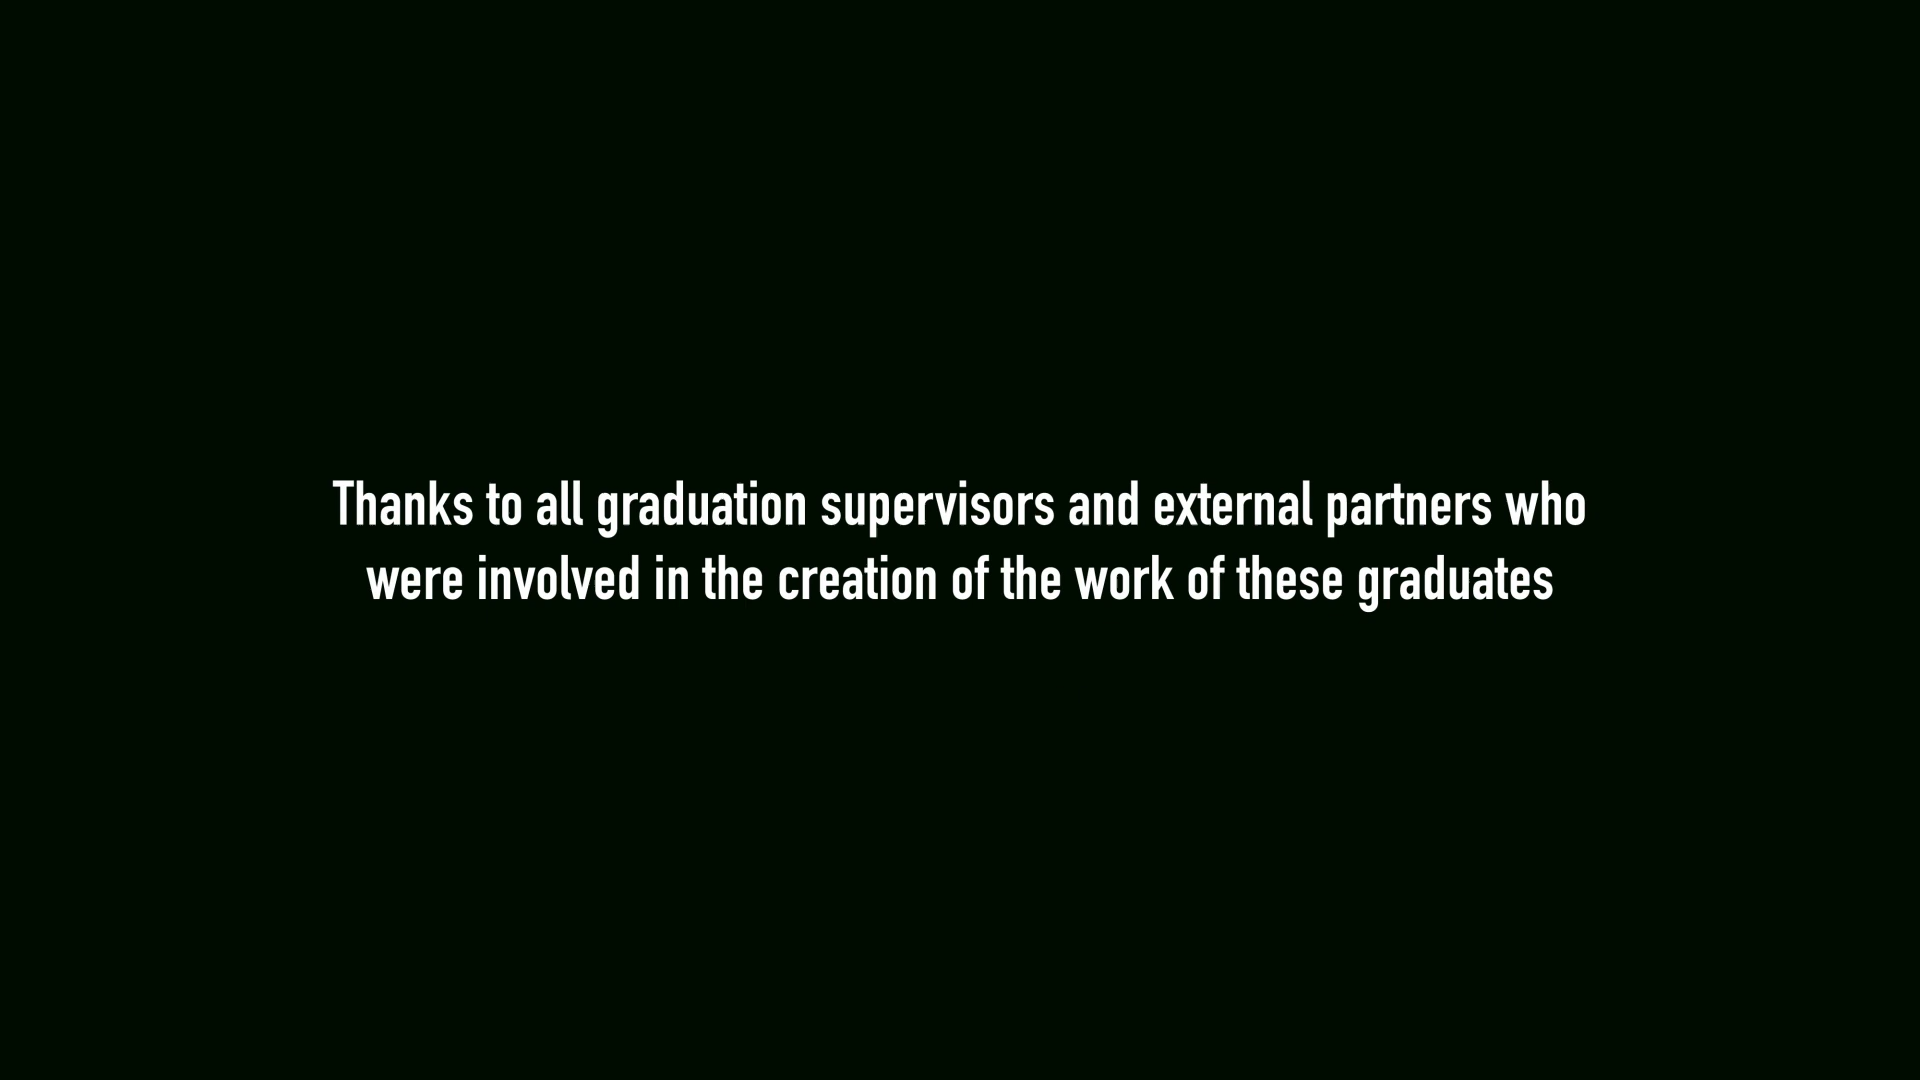 Thanks to all graduation supervisors and external partners who
were involved in the creation of the work of these graduates